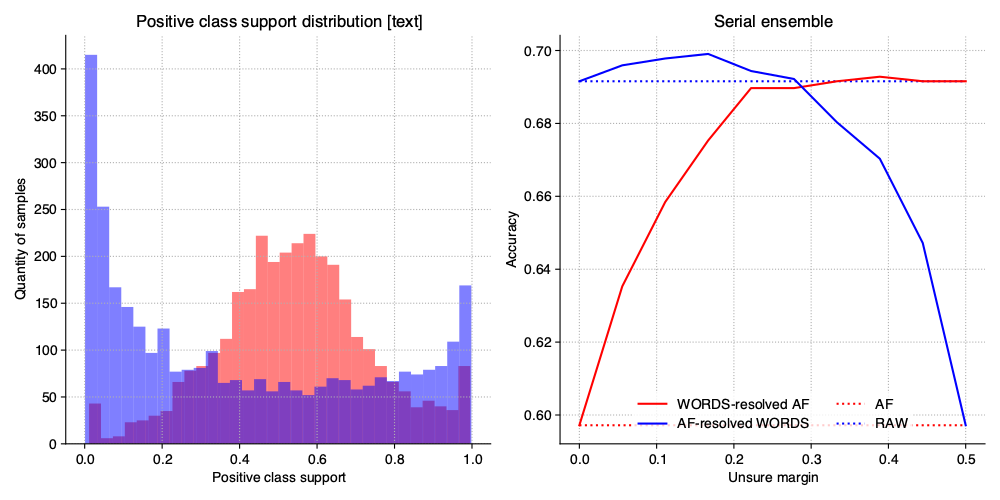 Positive class support distribution [text]
Quantity of samples
400
350
300
250
200
150
100
50
0
0.0 0.2 0.4 0.6 0.8 1.0
Positive class support
Serial ensemble
Accuracy
0.70
0.68
0.66
0.64
0.62
0.60
WORDS-resolved AF AF
AF-resolved WORDS RAW
0.0 0.1 0.2 0.3 0.4 0.5
Unsure margin